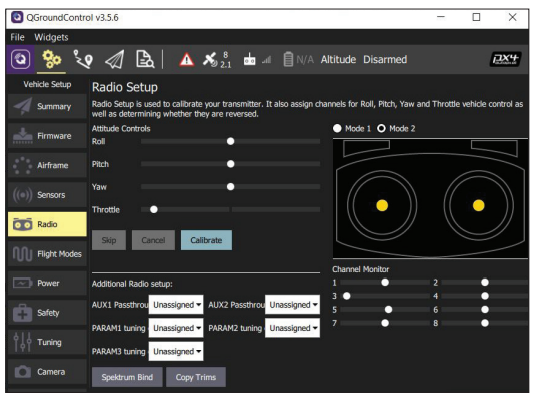 QGroundControl v3.5.6
File Widgets
8
2.1
N/A Altitude Disarmed
PX4
Vehicle Setup
Summary
Firmware
Airframe
Sensors
Radio
Flight Modes
Power
Safety
Tuning
Camera
Radio Setup
Radio Setup is used to calibrate your transmitter. It also assign channels for Roll, Pitch, Yaw and Throttle vehicle control as
well as determining whether they are reversed.
Attitude Controls
Roll
Pitch
Yaw
Throttle
Skip Cancel Calibrate
Additional Radio setup:
AUX1 Passthrou Unassigned AUX2 Passthrou Unassigned
PARAM1 tuning Unassigned PARAM2 tuning Unassigned
PARAM3 tuning Unassigned
Spektrum Bind Copy Trims
Mode 1 Mode 2
Channel Monitor
1 2
3 4
5 6
7 8